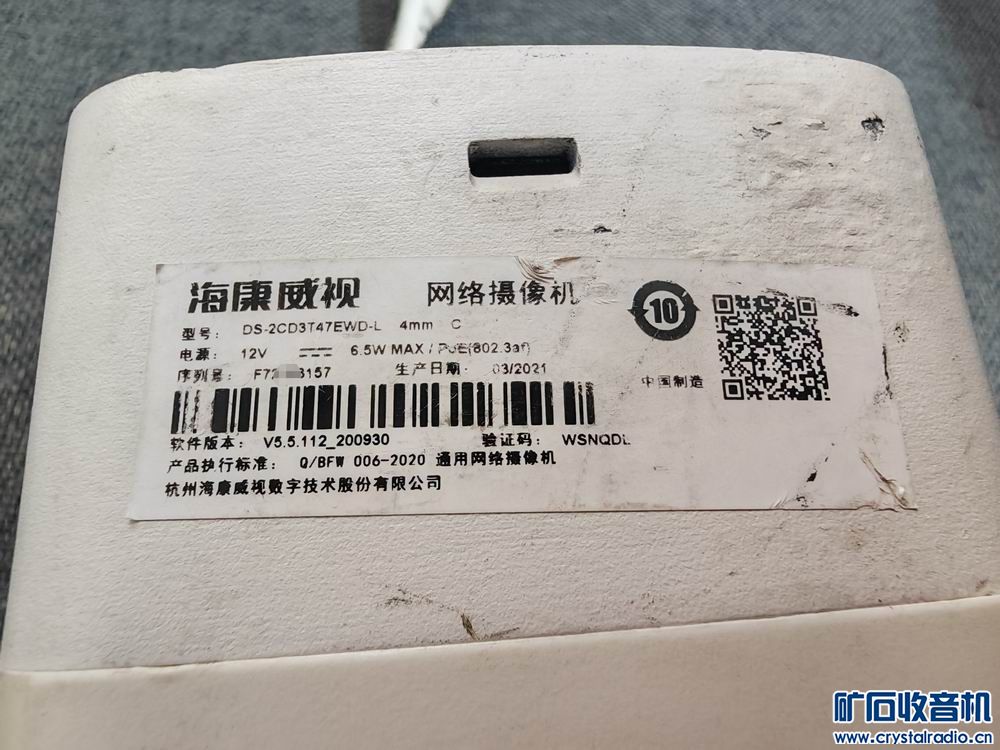 海康威视 网络摄像机
型号: DS-2CD3T47EWD-L 4mm C
电源: 12V 6.5W MAX / PoE(802.3af)
序列号: F72 3157 生产日期: 03/2021
10
中国制造
软件版本: V5.5.112_200930 验证码: WSNQDL
产品执行标准: Q/BFW 006-2020 通用网络摄像机
杭州海康威视数字技术股份有限公司
矿石收音机
www.crystalradio.cn